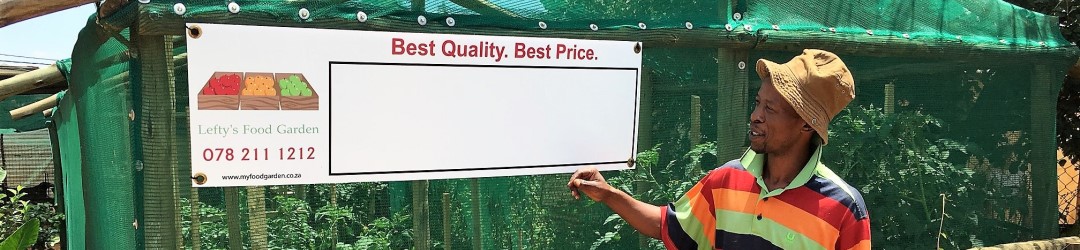 Best Quality. Best Price.
Lefty's Food Garden
078 211 1212
www.myfoodgarden.co.za